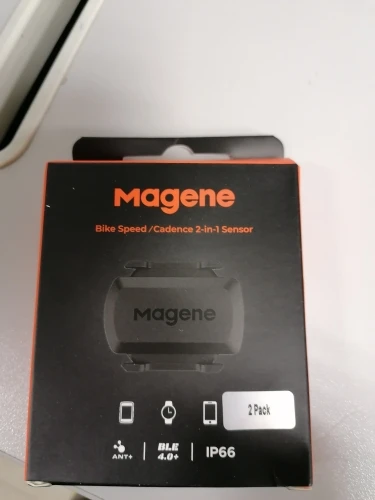 Magene
Bike Speed/Cadence 2-in-1 Sensor
Magene
2 Pack
ANT+
BLE
4.0+
IP66